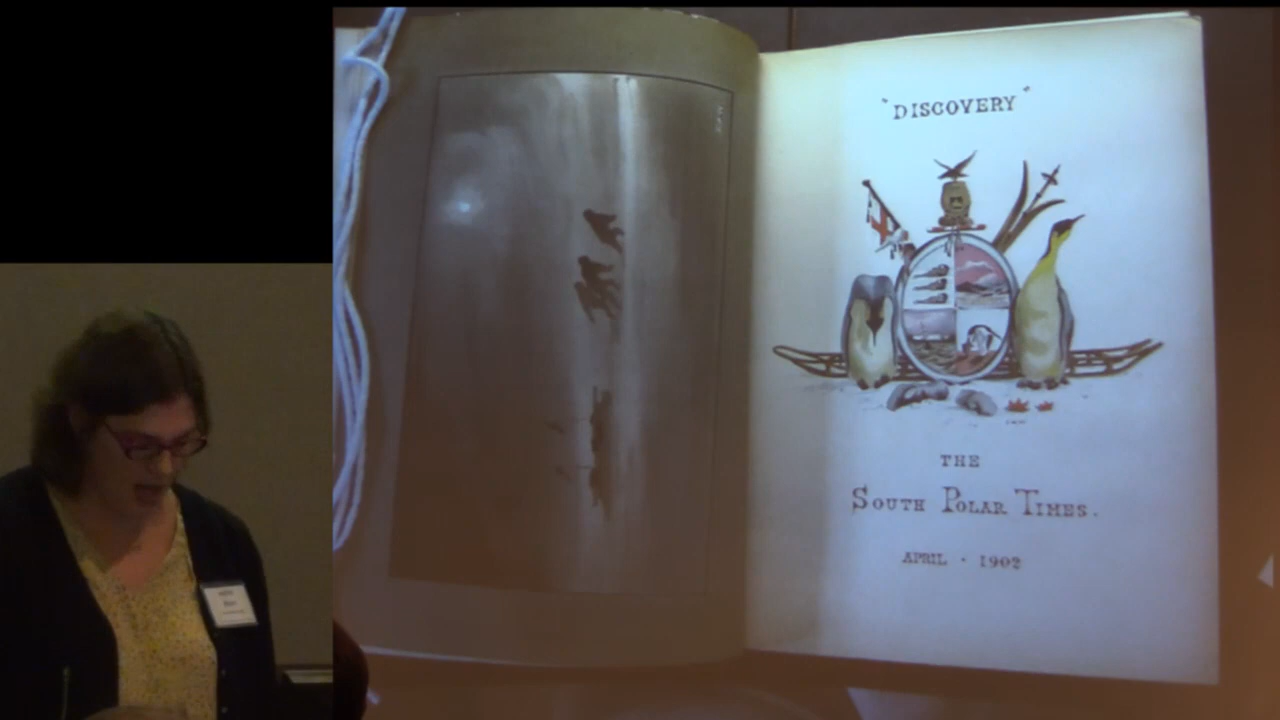 "DISCOVERY"
THE
SOUTH POLAR TIMES.
APRIL · 1902